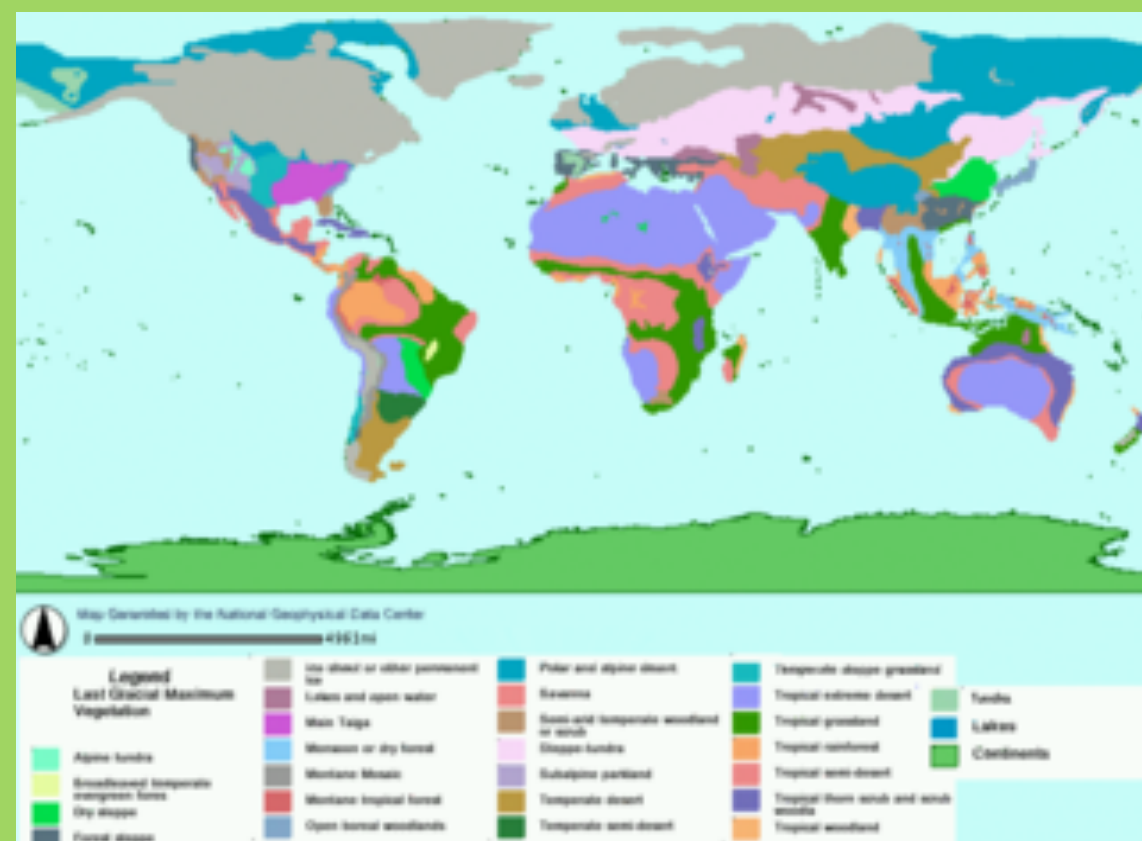 Map Generated by the National Geophysical Data Center
0 4981mi
Legend
Last Glacial Maximum
Vegetation
Alpine tundra
Broadleaved temperate
evergreen fores
Dry steppe
Forest steppe
Ice sheet or other permanent
ice
Lakes and open water
Main Taiga
Monsoon or dry forest
Montane Mosaic
Montane tropical forest
Open boreal woodlands
Polar and alpine desert
Savanna
Semi-arid temperate woodland
or scrub
Steppe-tundra
Subalpine parkland
Temperate desert
Temperate semi-desert
Temperate steppe grassland
Tropical extreme desert
Tropical grassland
Tropical rainforest
Tropical semi-desert
Tropical thorn scrub and scrub
woodla
Tropical woodland
Tundra
Lakes
Continents